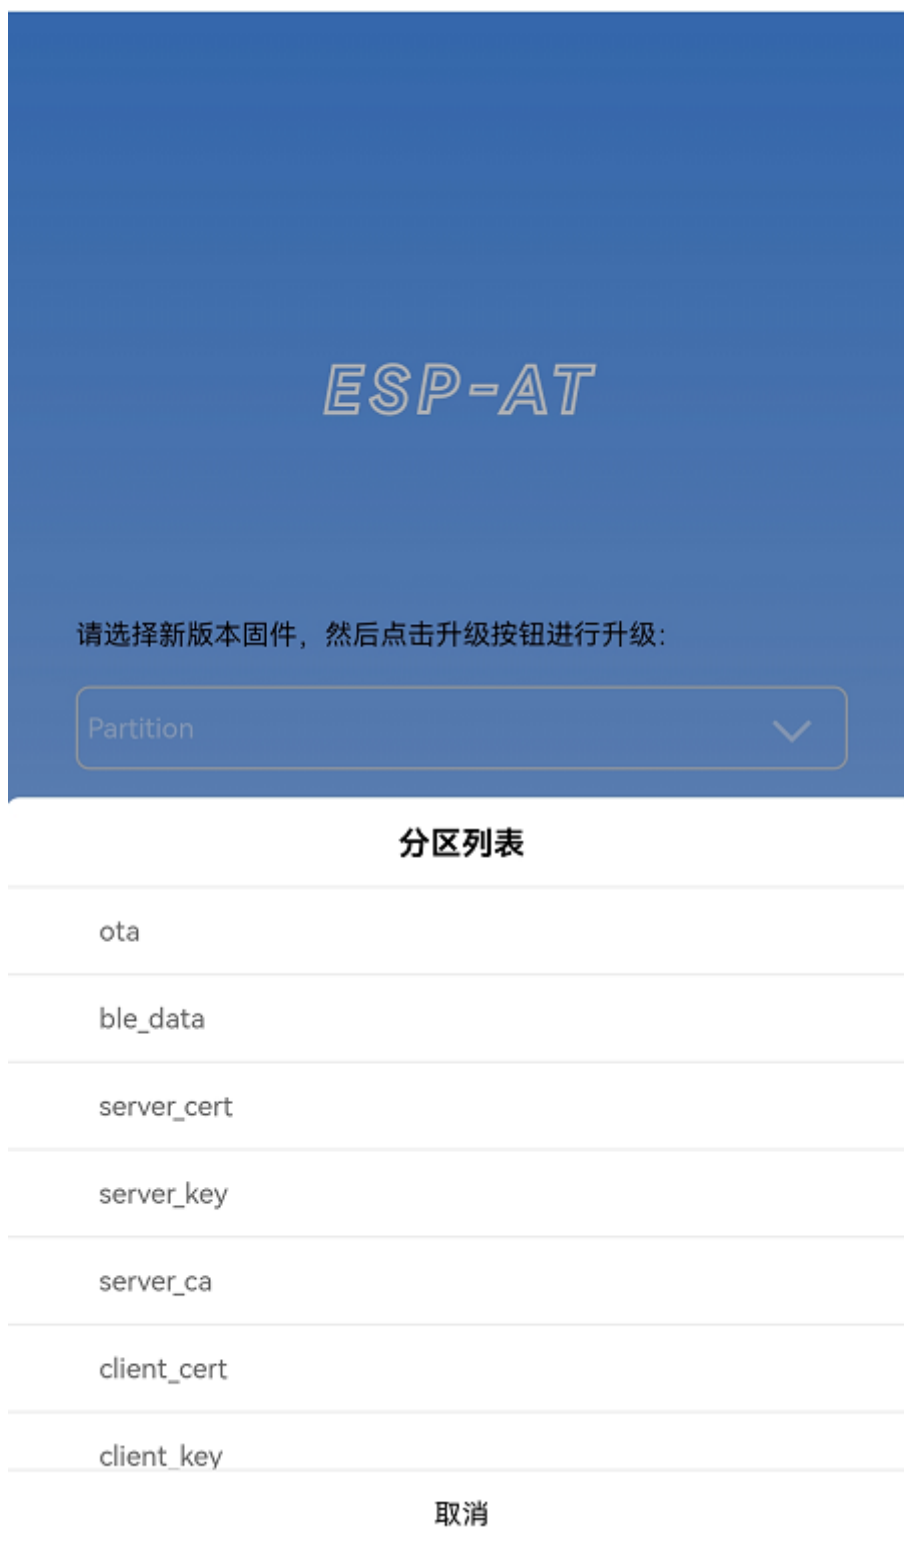 ESP-AT
请选择新版本固件，然后点击升级按钮进行升级：
Partition
分区列表
ota
ble_data
server_cert
server_key
server_ca
client_cert
client_key
取消